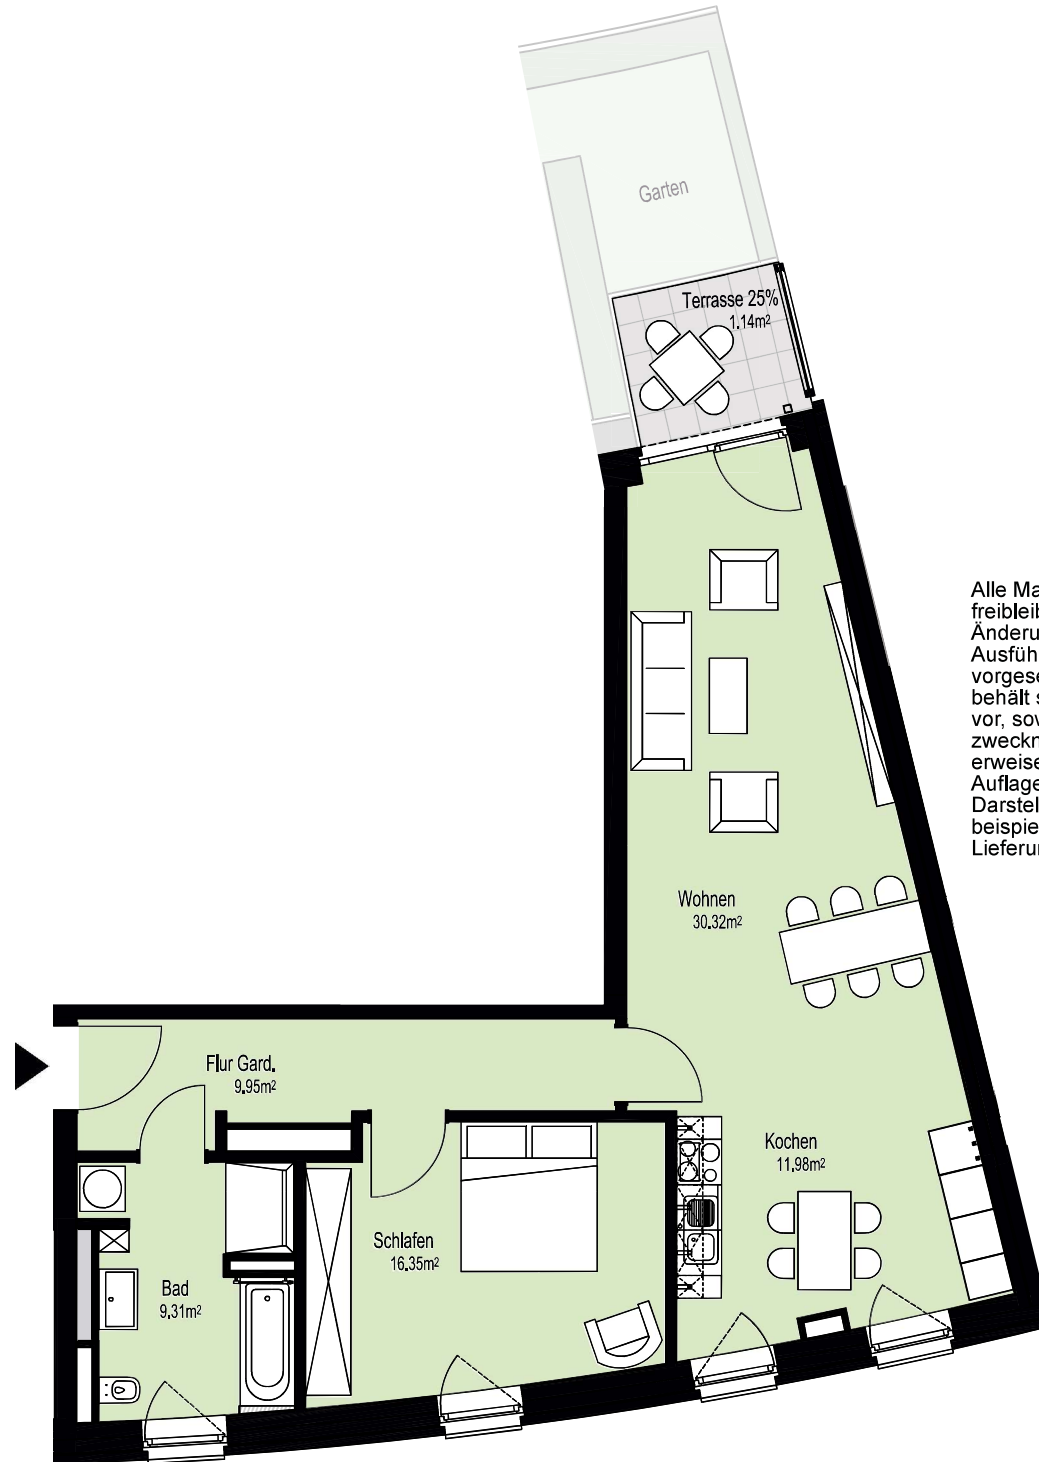 Garten
Terrasse 25%
1.14m²
Alle Ma
freibleib
Änderu
Ausfüh
vorgese
behält s
vor, sov
zweckn
erweise
Auflage
Darstel
beispie
Lieferu
Wohnen
30.32m²
Flur Gard.
9.95m²
Kochen
11.98m²
Schlafen
16.35m²
Bad
9.31m²